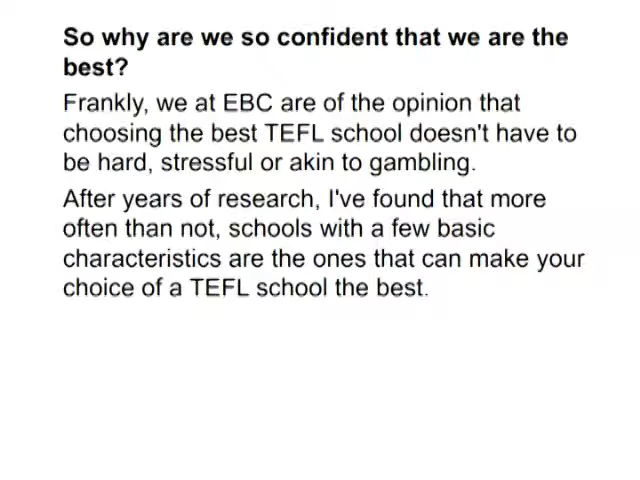 So why are we so confident that we are the
best?
Frankly, we at EBC are of the opinion that
choosing the best TEFL school doesn't have to
be hard, stressful or akin to gambling.
After years of research, I've found that more
often than not, schools with a few basic
characteristics are the ones that can make your
choice of a TEFL school the best.